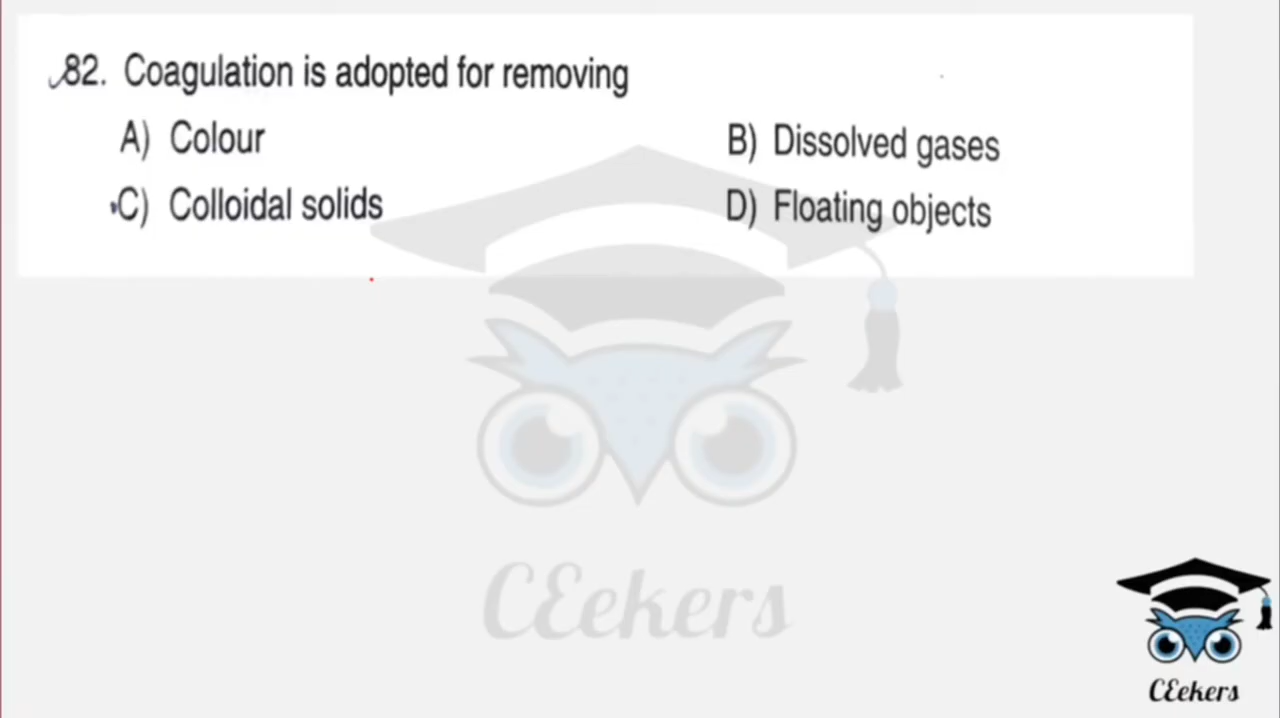 82. Coagulation is adopted for removing
A) Colour
B) Dissolved gases
C) Colloidal solids
D) Floating objects
CEekers
CEekers